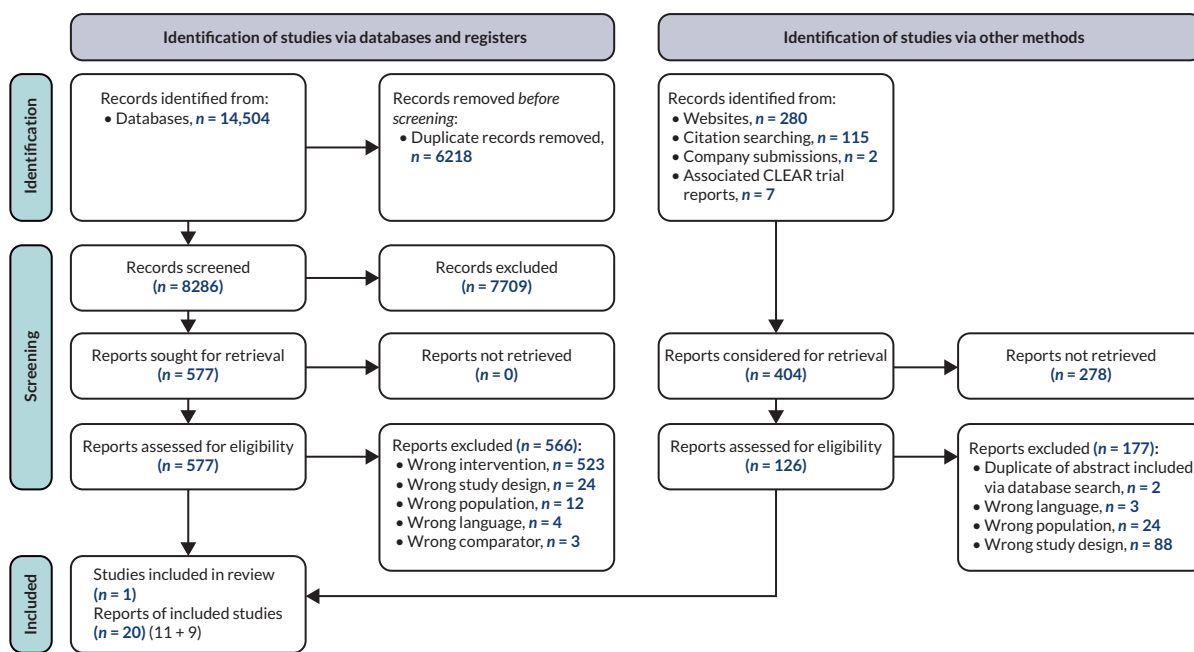 Identification of studies via databases and registers
Identification of studies via other methods
Identification
Records identified from:
• Databases, n = 14,504
Records removed before
screening:
• Duplicate records removed,
n = 6218
Records identified from:
• Websites, n = 280
• Citation searching, n = 115
• Company submissions, n = 2
• Associated CLEAR trial
reports, n = 7
Screening
Records screened
(n = 8286)
Records excluded
(n = 7709)
Reports sought for retrieval
(n = 577)
Reports not retrieved
(n = 0)
Reports considered for retrieval
(n = 404)
Reports not retrieved
(n = 278)
Reports assessed for eligibility
(n = 577)
Reports excluded (n = 566):
• Wrong intervention, n = 523
• Wrong study design, n = 24
• Wrong population, n = 12
• Wrong language, n = 4
• Wrong comparator, n = 3
Reports assessed for eligibility
(n = 126)
Reports excluded (n = 177):
• Duplicate of abstract included
via database search, n = 2
• Wrong language, n = 3
• Wrong population, n = 24
• Wrong study design, n = 88
Included
Studies included in review
(n = 1)
Reports of included studies
(n = 20) (11 + 9)